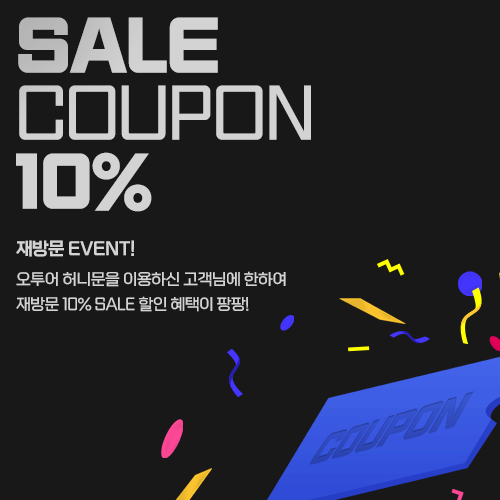 SALE
COUPON
10%
재방문 EVENT!
오투어 허니문을 이용하신 고객님에 한하여
재방문 10% SALE 할인 혜택이 팡팡!
COUPON